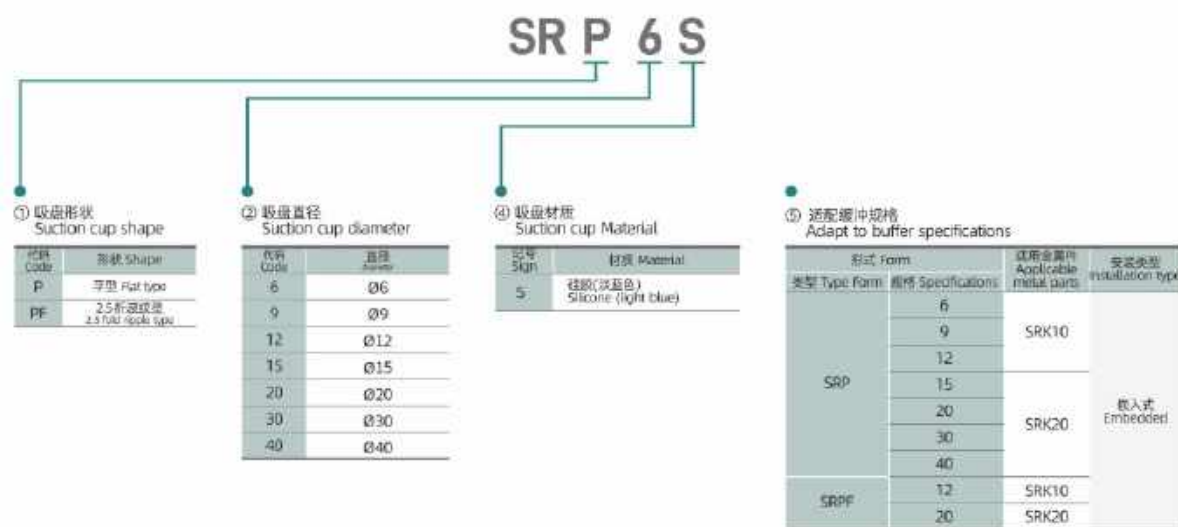 SR P 6 S
① 吸盘形状
Suction cup shape
代码 形状 Shape
Code
P 平型 Flat type
PF 2.5折波纹型
2.5 fold ripple type
② 吸盘直径
Suction cup diameter
代码 直径
Code diameter
6 Ø6
9 Ø9
12 Ø12
15 Ø15
20 Ø20
30 Ø30
40 Ø40
④ 吸盘材质
Suction cup Material
记号 材质 Material
Sign
S 硅胶(淡蓝色)
Silicone (light blue)
⑤ 适配缓冲规格
Adapt to buffer specifications
形式 Form 适用金属件 安装类型
Applicable Installation type
类型 Type Form 规格 Specifications metal parts
SRP 6 SRK10 嵌入式
Embedded
9
12
15 SRK20
20
30
40
SRPF 12 SRK10
20 SRK20